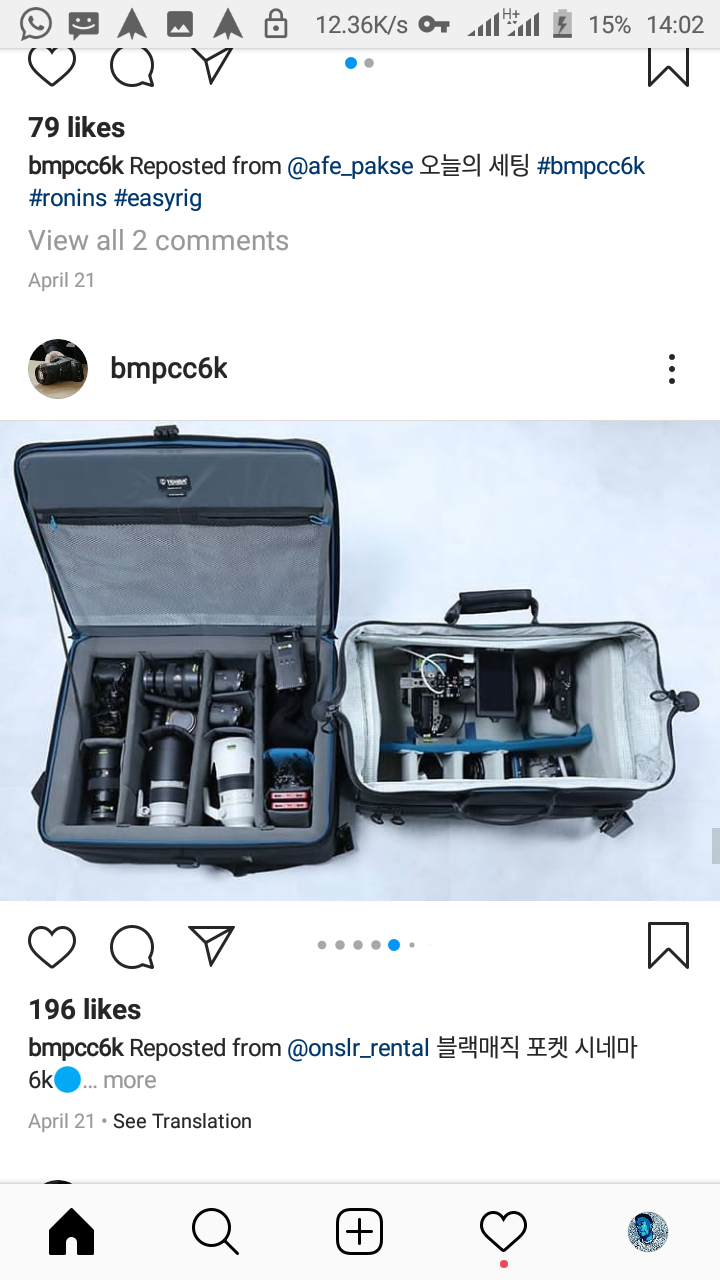 12.36K/s H+ 15% 14:02
79 likes
bmpcc6k Reposted from @afe_pakse 오늘의 세팅 #bmpcc6k
#ronins #easyrig
View all 2 comments
April 21
bmpcc6k
TENBA
196 likes
bmpcc6k Reposted from @onslr_rental 블랙매직 포켓 시네마
6k🔵... more
April 21 • See Translation